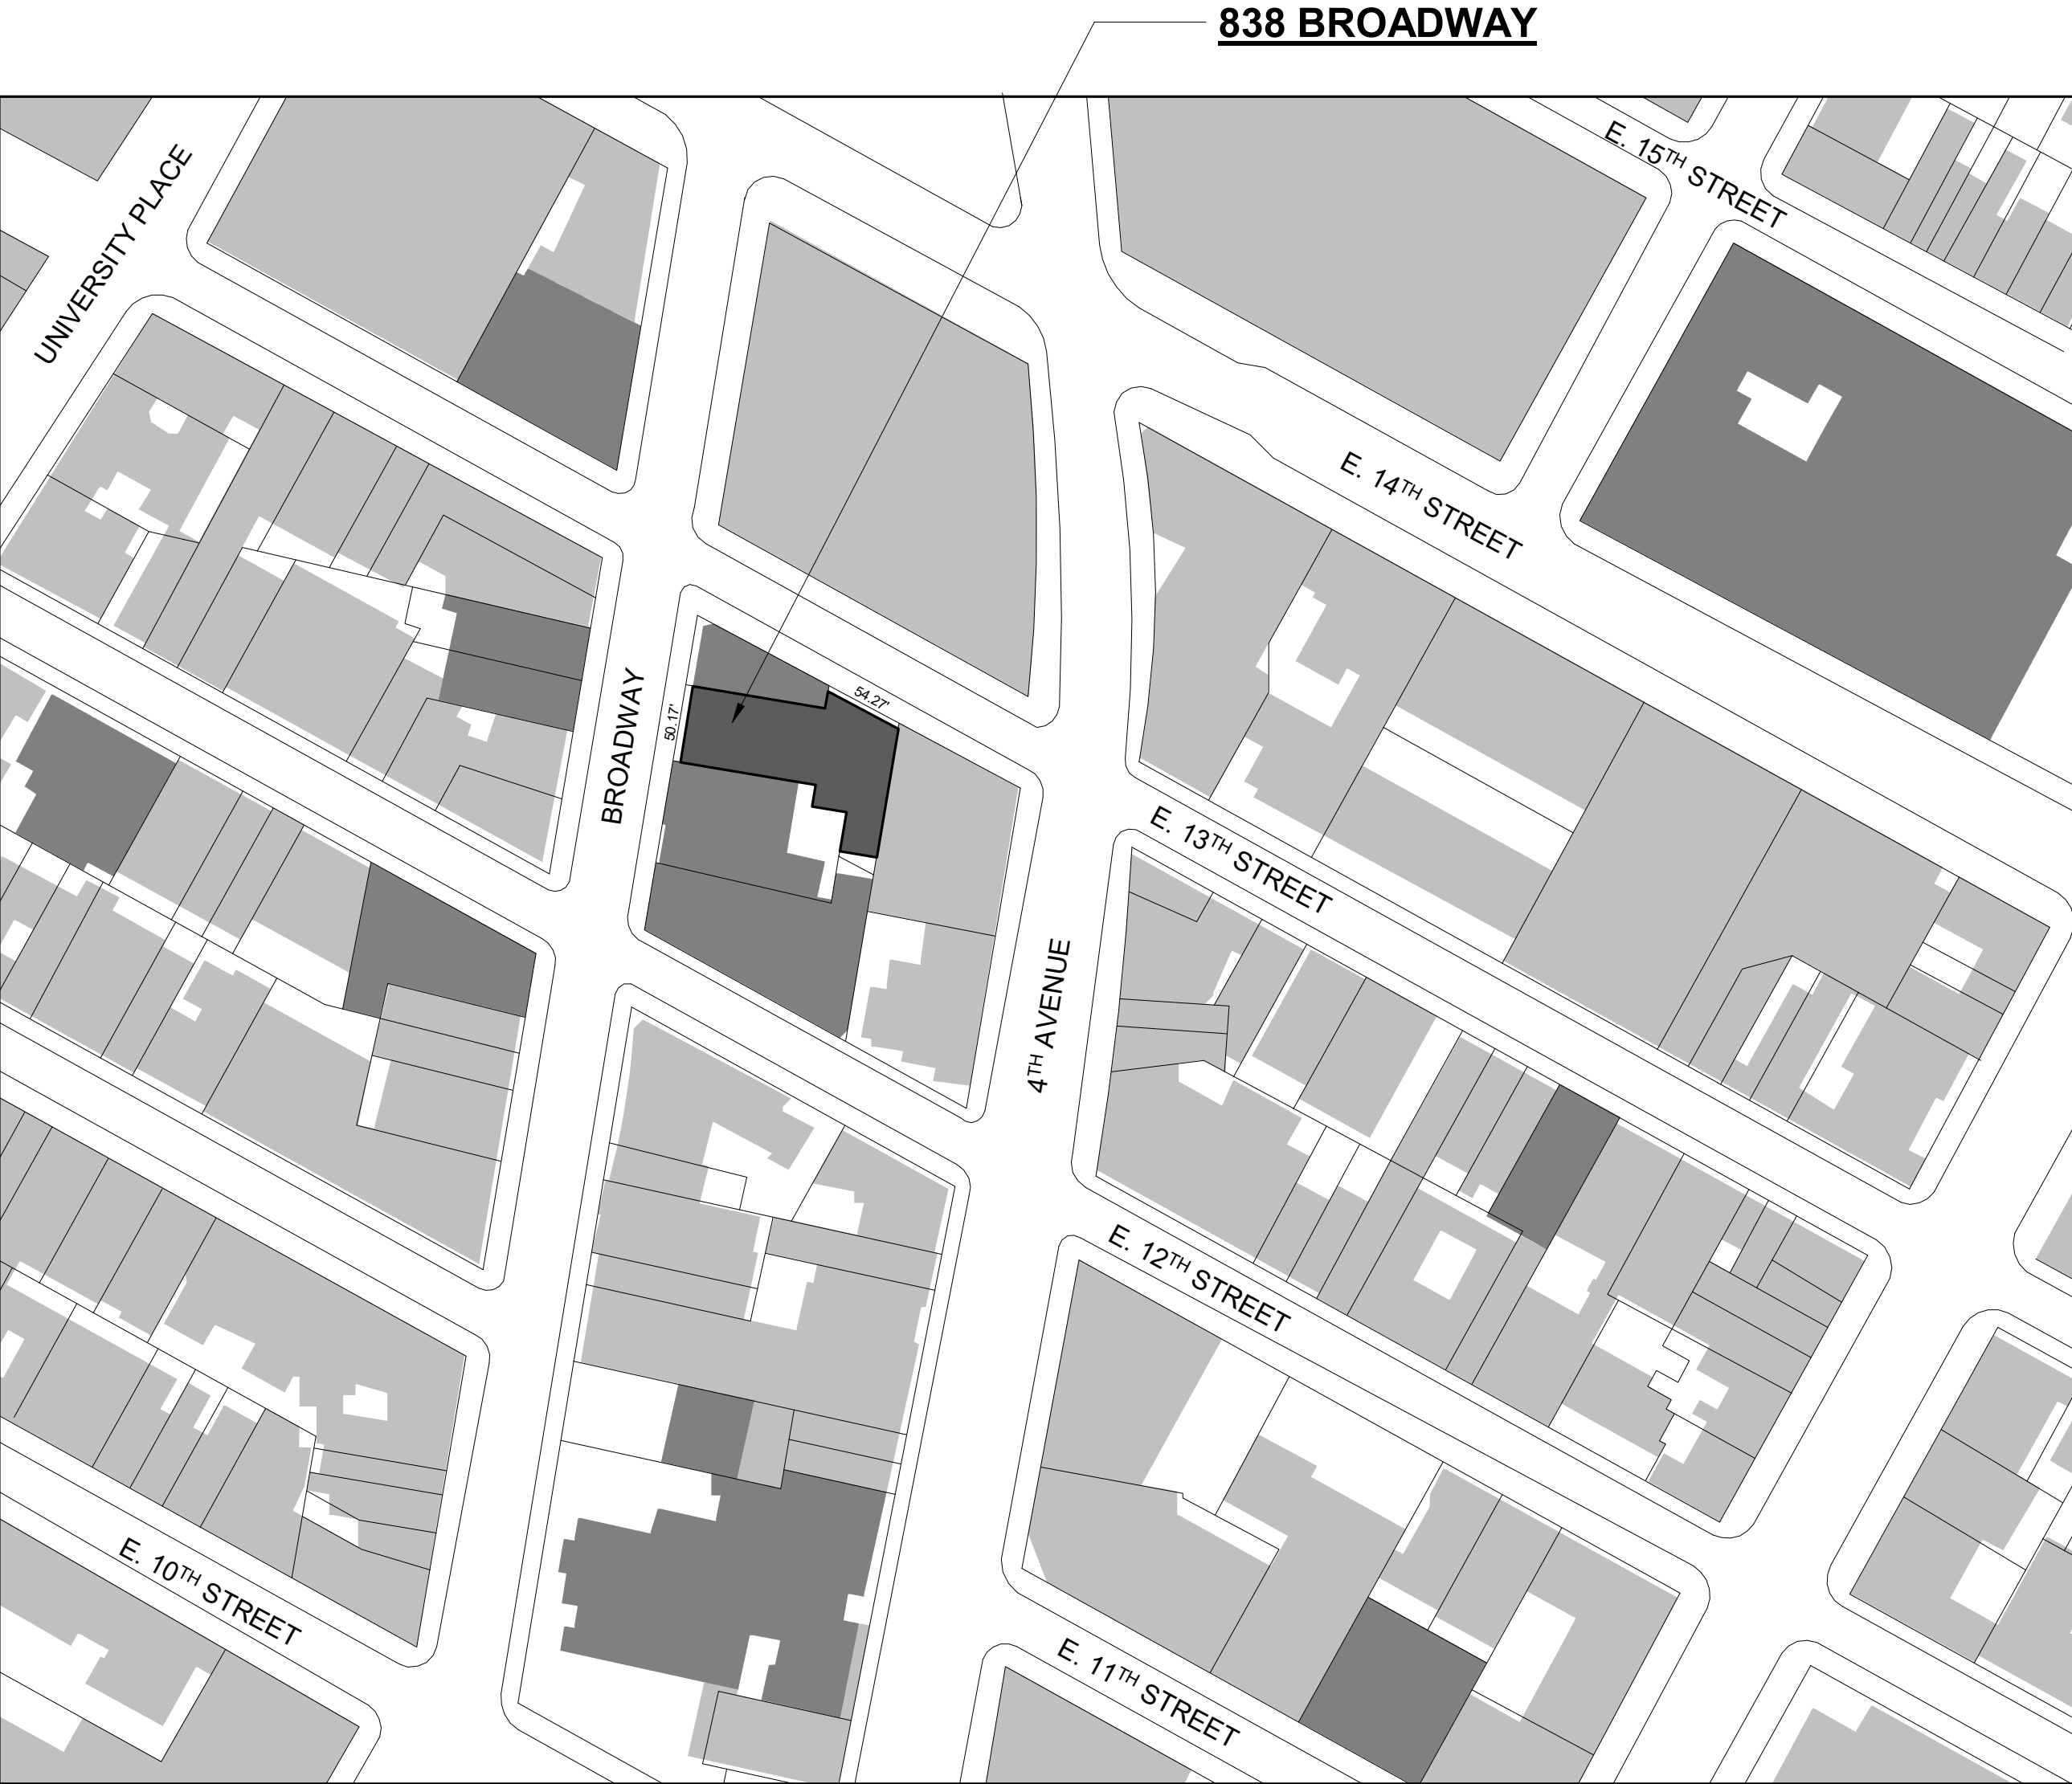 838 BROADWAY
UNIVERSITY PLACE
E. 15TH STREET
E. 14TH STREET
54.27'
50.17'
BROADWAY
E. 13TH STREET
4TH AVENUE
E. 12TH STREET
E. 10TH STREET
E. 11TH STREET